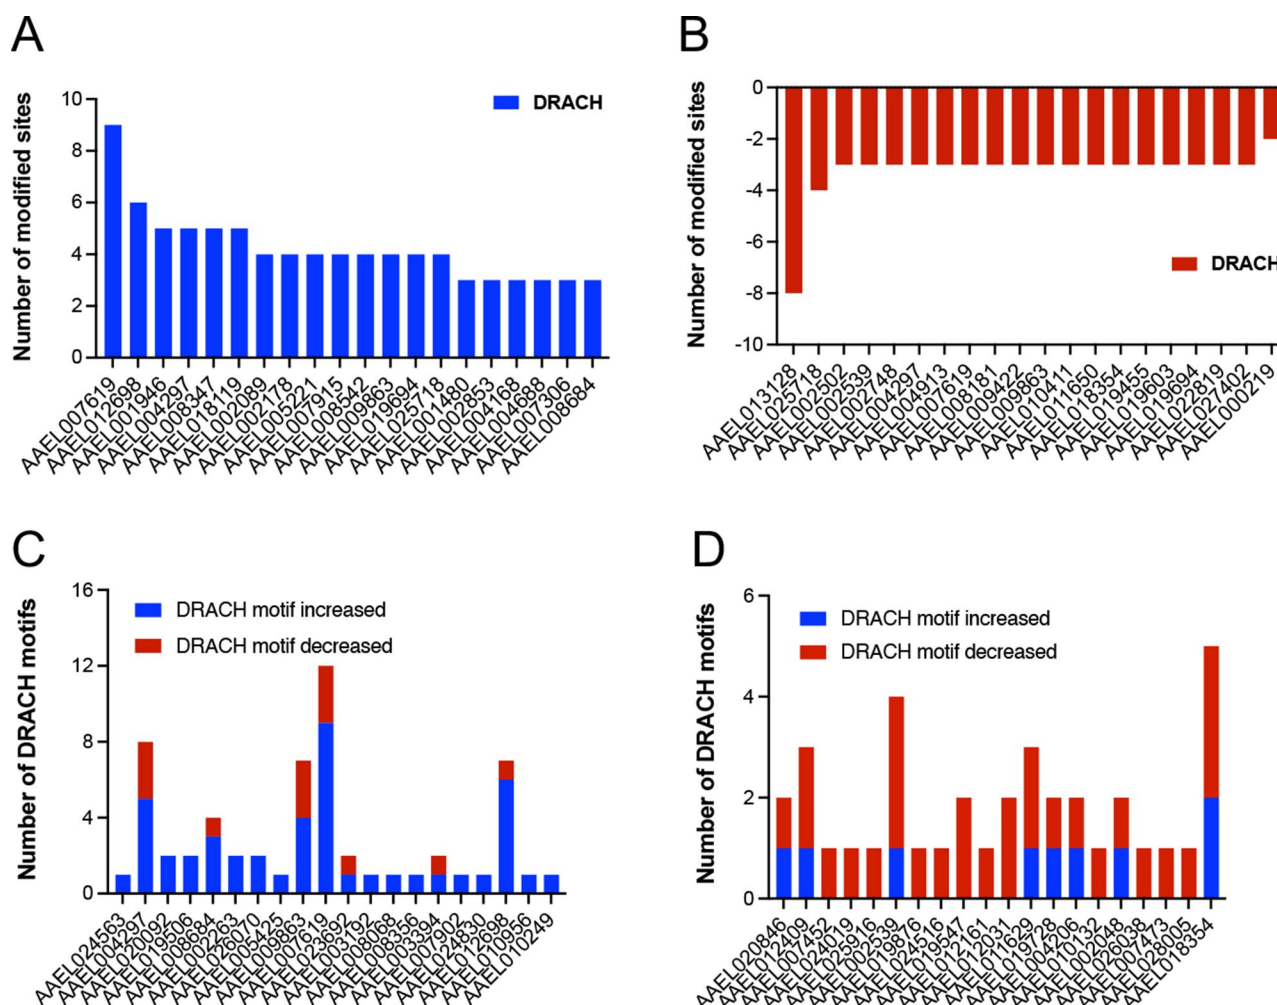 A
Number of modified sites
10
8
6
4
2
0
DRACH
AAEL007619
AAEL012698
AAEL001946
AAEL004297
AAEL008347
AAEL018119
AAEL002089
AAEL002178
AAEL005221
AAEL007915
AAEL008542
AAEL009863
AAEL019694
AAEL025718
AAEL001480
AAEL002853
AAEL004168
AAEL004688
AAEL007306
AAEL008684
B
Number of modified sites
0
-2
-4
-6
-8
-10
DRACH
AAEL013128
AAEL025718
AAEL002502
AAEL002539
AAEL002748
AAEL004297
AAEL004913
AAEL007619
AAEL008181
AAEL009422
AAEL009863
AAEL010411
AAEL011650
AAEL018354
AAEL019455
AAEL019603
AAEL019694
AAEL022819
AAEL027402
AAEL000219
C
Number of DRACH motifs
16
12
8
4
0
DRACH motif increased
DRACH motif decreased
AAEL024563
AAEL004297
AAEL020092
AAEL019506
AAEL008684
AAEL002263
AAEL026070
AAEL005425
AAEL009863
AAEL007619
AAEL023692
AAEL003792
AAEL008068
AAEL008356
AAEL003394
AAEL007902
AAEL024830
AAEL012698
AAEL010956
AAEL010249
D
Number of DRACH motifs
6
4
2
0
DRACH motif increased
DRACH motif decreased
AAEL020846
AAEL012409
AAEL007452
AAEL024019
AAEL025916
AAEL002539
AAEL019876
AAEL024516
AAEL019547
AAEL012161
AAEL012031
AAEL011629
AAEL019728
AAEL004206
AAEL010132
AAEL002048
AAEL026038
AAEL007473
AAEL028005
AAEL018354